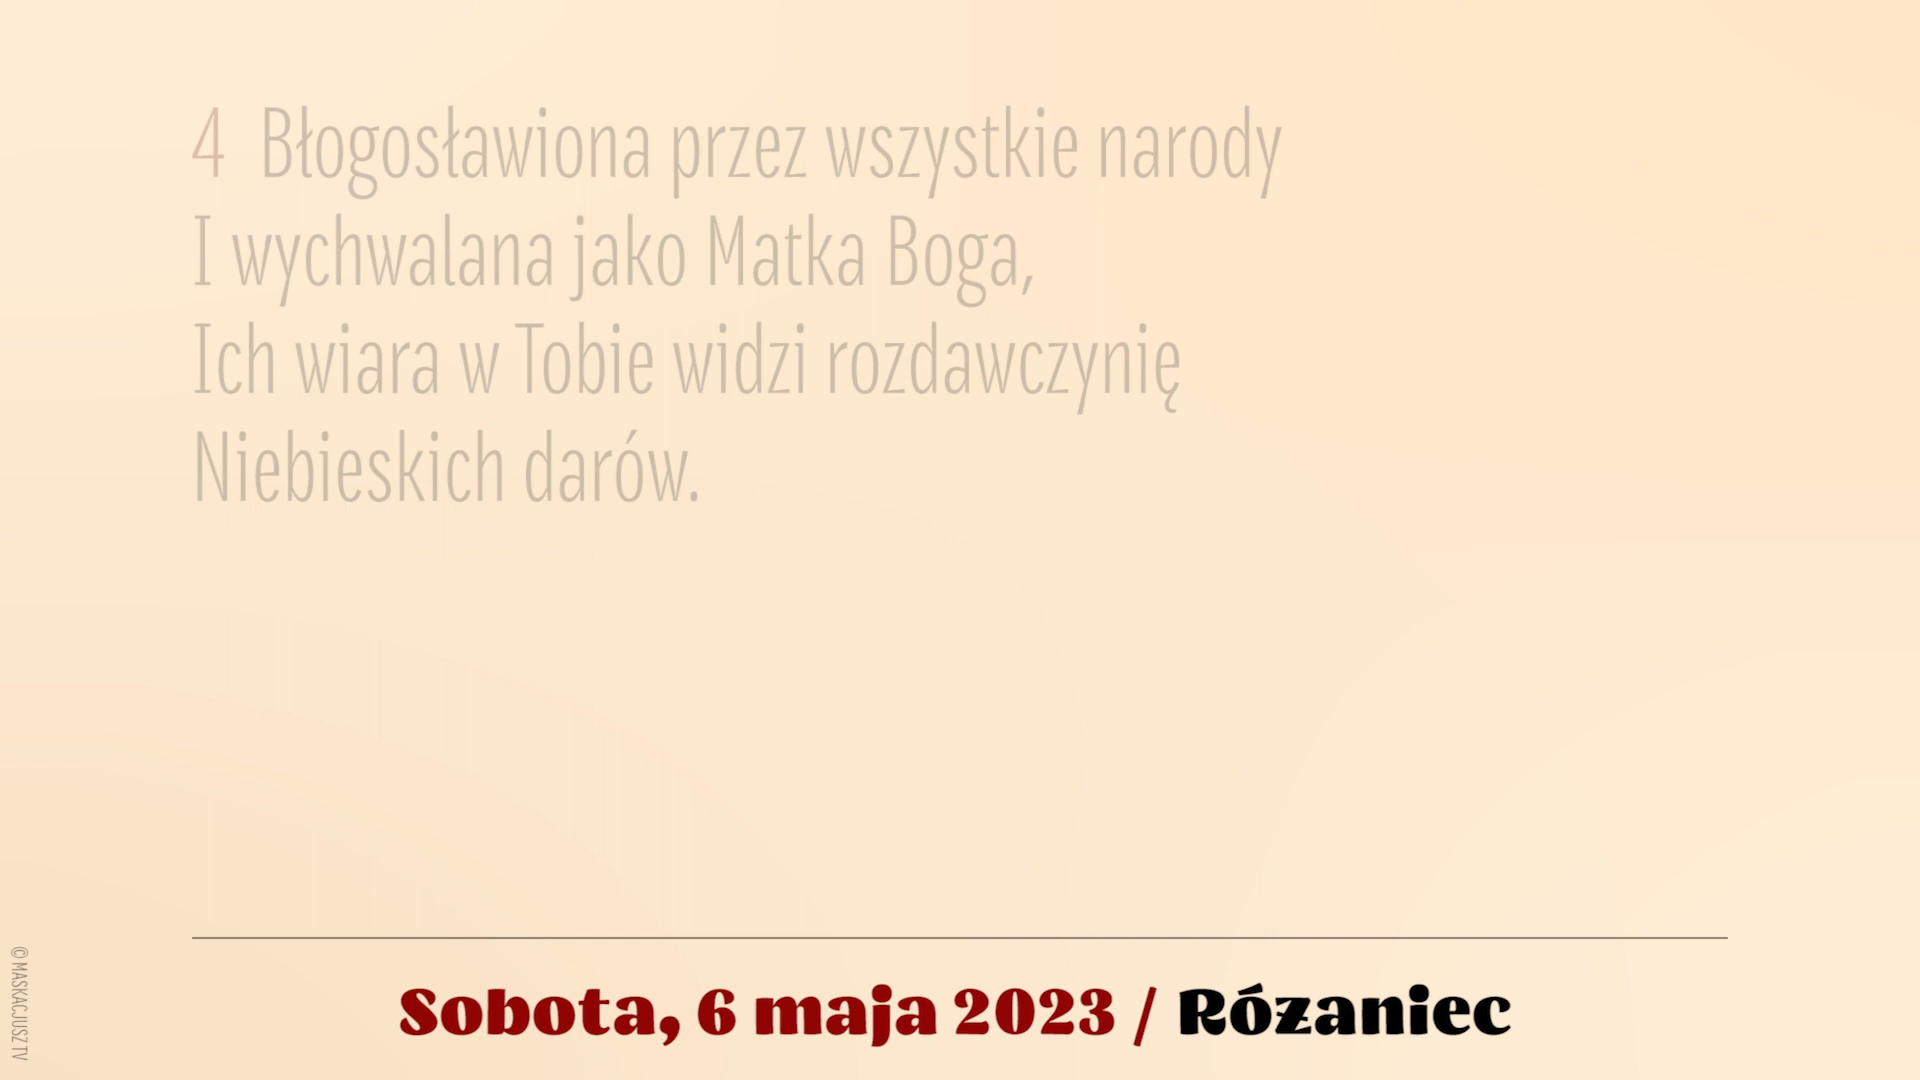 4 Błogosławiona przez wszystkie narody
I wychwalana jako Matka Boga,
Ich wiara w Tobie widzi rozdawczynię
Niebieskich darów.
Sobota, 6 maja 2023 / Różaniec
© MASKACJUSZ TV